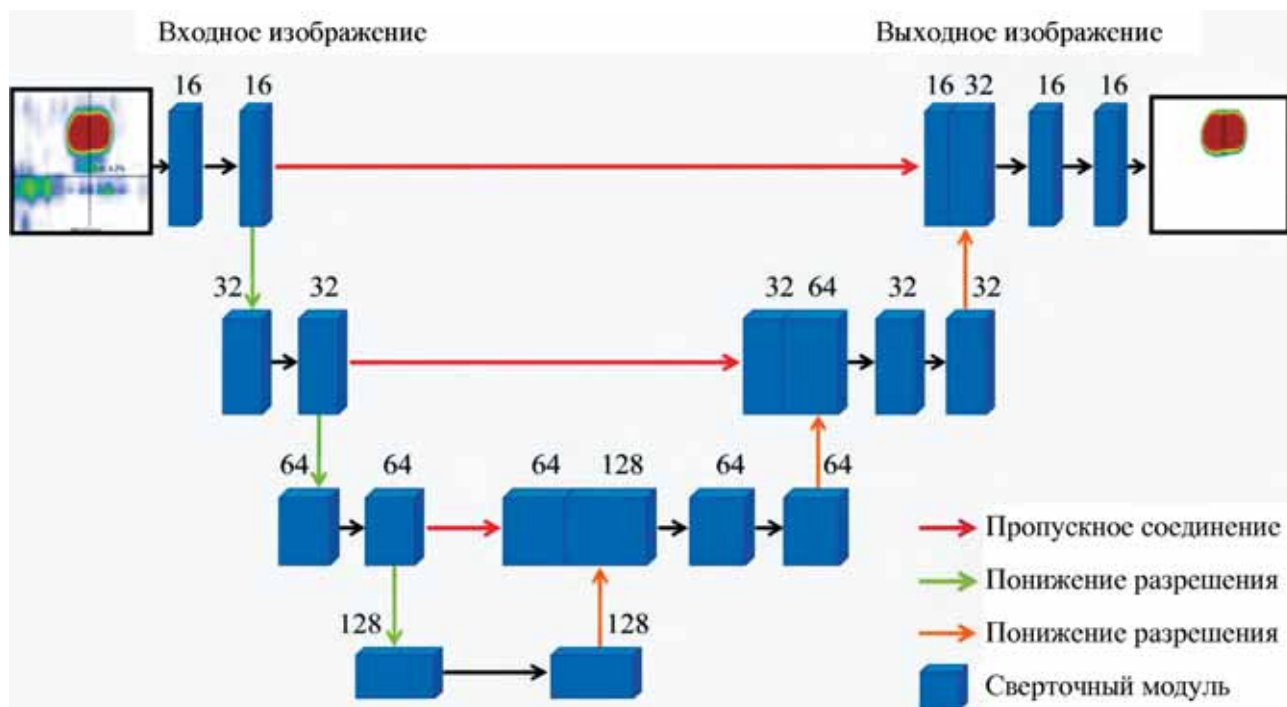 Входное изображение
Выходное изображение
16 16 16 32 16 16
32 32 32 64 32 32
64 64 64 128 64 64
128 128
Пропускное соединение
Понижение разрешения
Понижение разрешения
Сверточный модуль